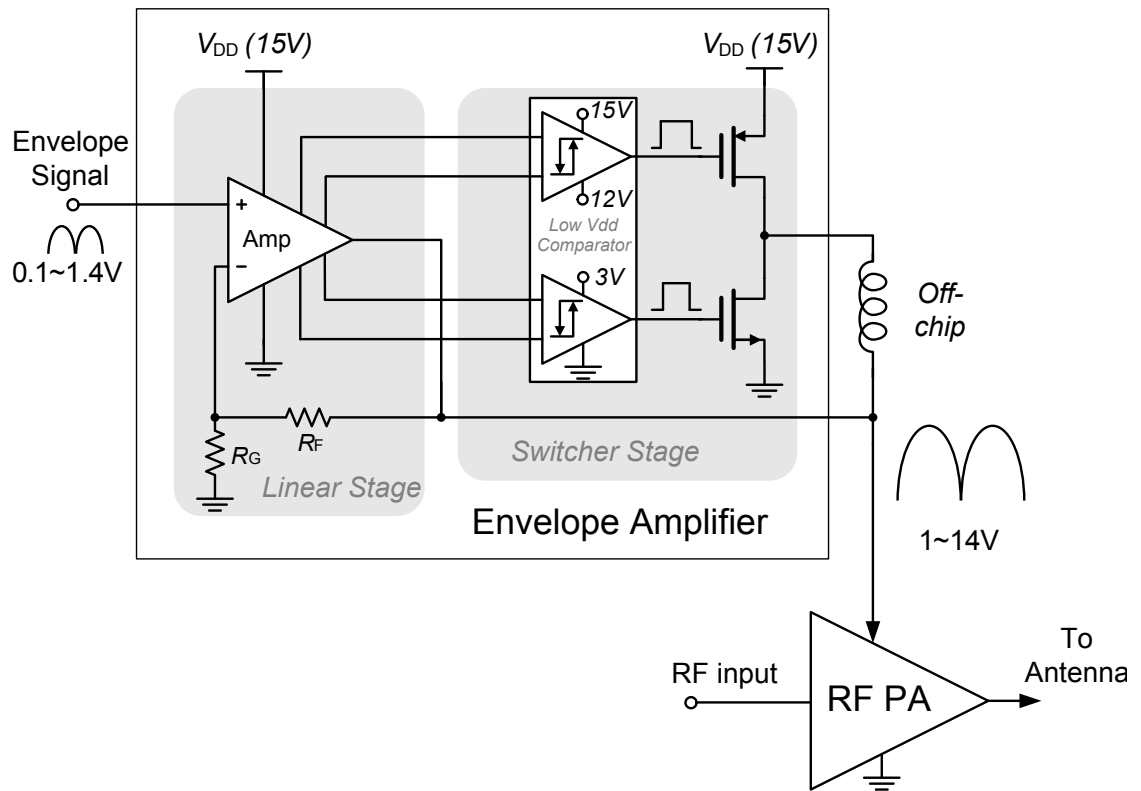 VDD (15V)
VDD (15V)
Envelope
Signal
0.1~1.4V
+
Amp
−
15V
12V
Low Vdd
Comparator
3V
Off-
chip
RF
RG
Linear Stage
Switcher Stage
Envelope Amplifier
1~14V
RF input
RF PA
To
Antenna